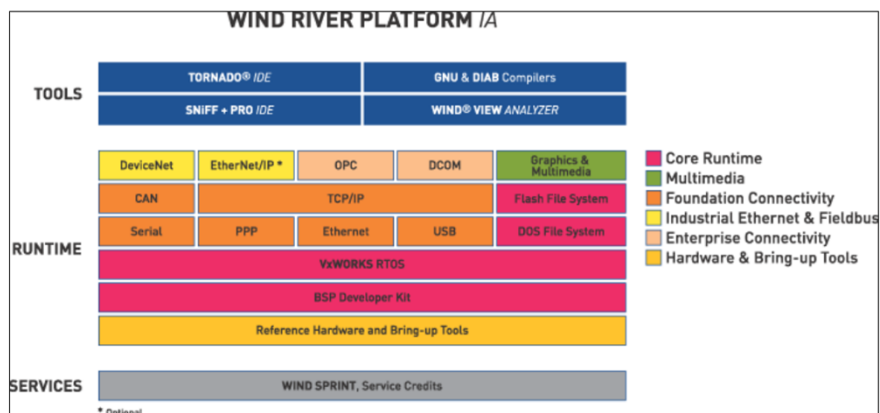 WIND RIVER PLATFORM IA
TOOLS
TORNADO® IDE
GNU & DIAB Compilers
SNiFF + PRO IDE
WIND® VIEW ANALYZER
RUNTIME
DeviceNet
EtherNet/IP *
OPC
DCOM
Graphics &
Multimedia
CAN
TCP/IP
Flash File System
Serial
PPP
Ethernet
USB
DOS File System
VxWORKS RTOS
BSP Developer Kit
Reference Hardware and Bring-up Tools
Core Runtime
Multimedia
Foundation Connectivity
Industrial Ethernet & Fieldbus
Enterprise Connectivity
Hardware & Bring-up Tools
SERVICES
WIND SPRINT, Service Credits
* Optional